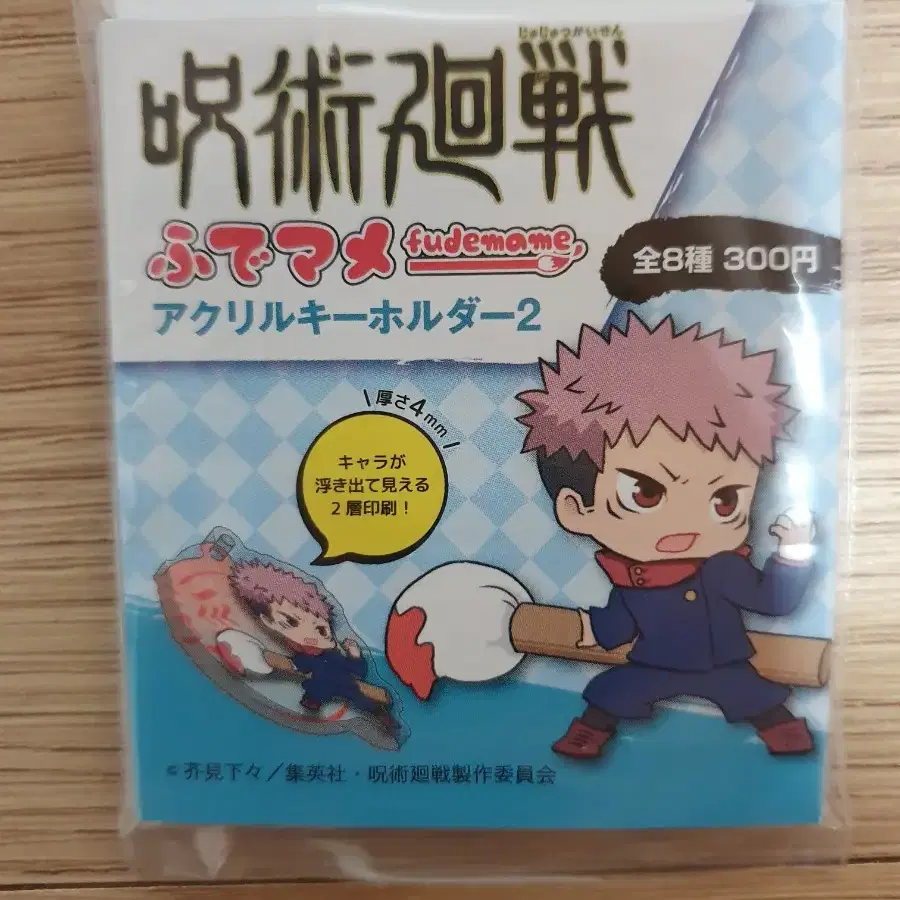 じゅじゅつかいせん
呪術廻戦
ふでマメ fudemame
全8種 300円
アクリルキーホルダー2
厚さ4mm
キャラが
浮き出て見える
2層印刷！
© 芥見下々／集英社・呪術廻戦製作委員会